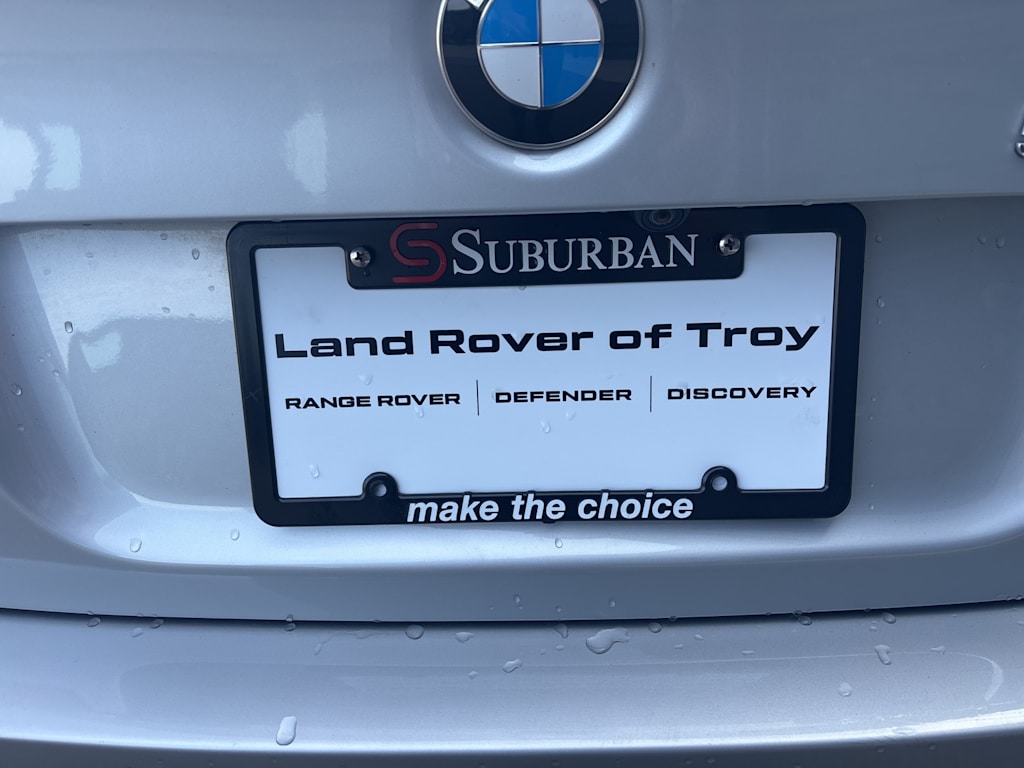 SUBURBAN
Land Rover of Troy
RANGE ROVER | DEFENDER | DISCOVERY
make the choice